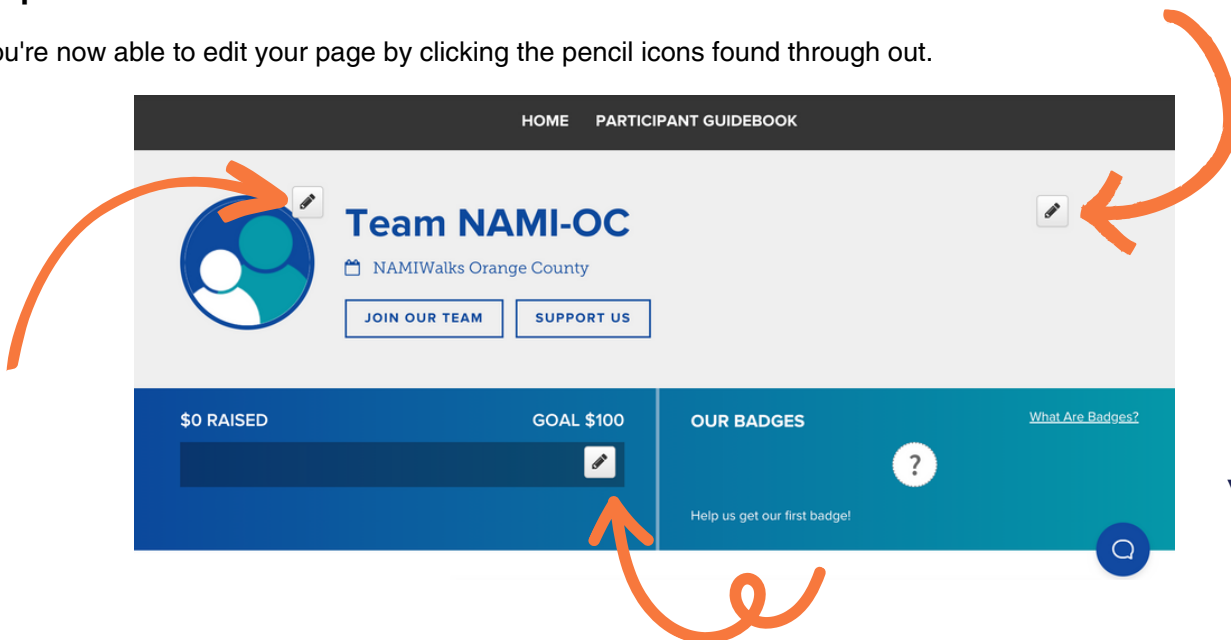 ou're now able to edit your page by clicking the pencil icons found through out.
HOME PARTICIPANT GUIDEBOOK
Team NAMI-OC
NAMIWalks Orange County
JOIN OUR TEAM SUPPORT US
$0 RAISED GOAL $100
OUR BADGES What Are Badges?
?
Help us get our first badge!